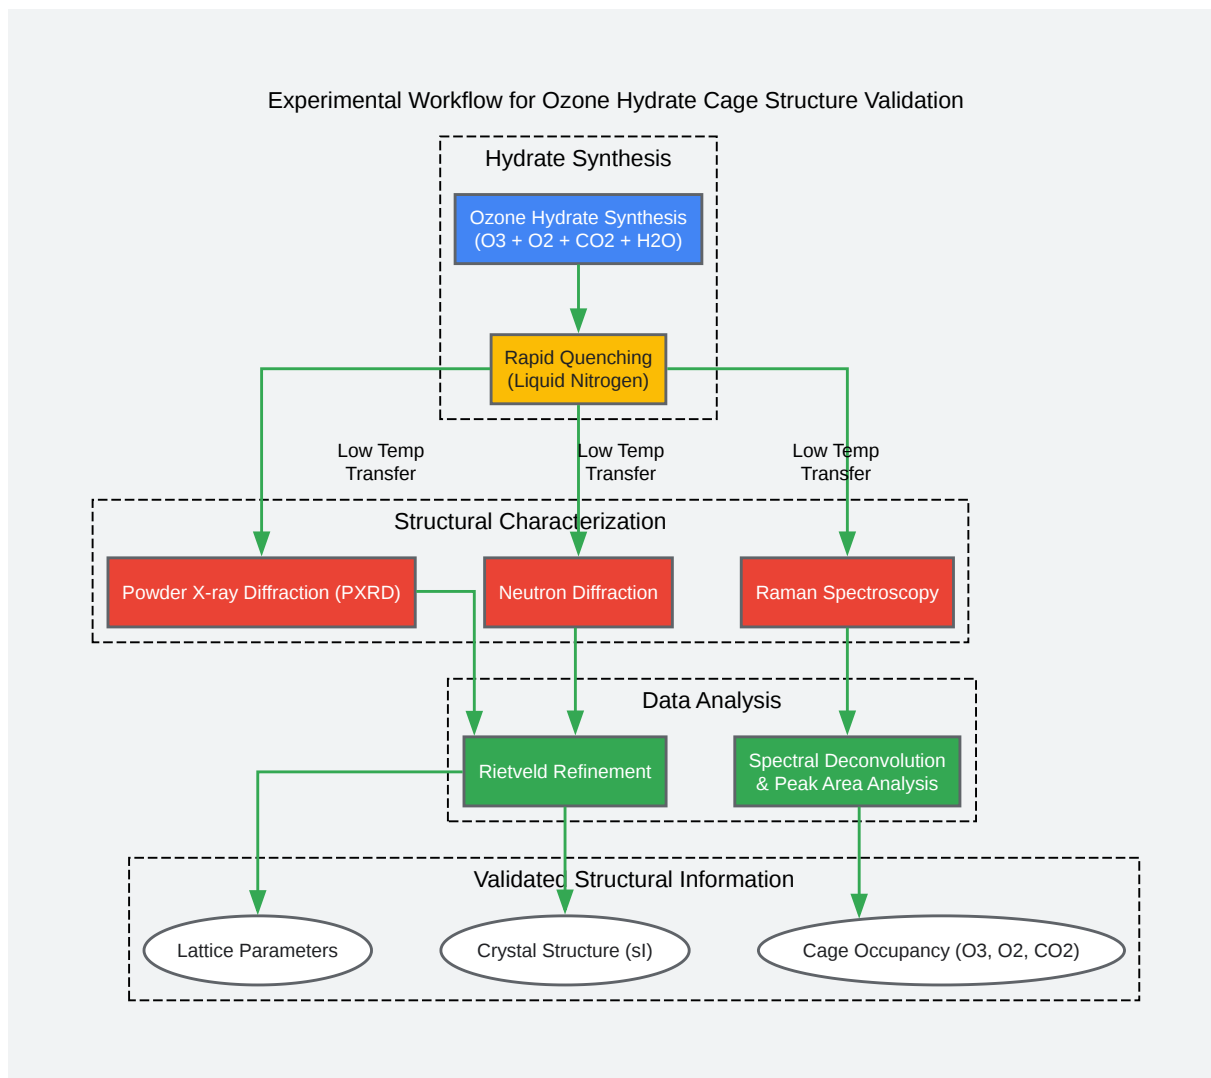 Experimental Workflow for Ozone Hydrate Cage Structure Validation
Hydrate Synthesis
Ozone Hydrate Synthesis
(O3 + O2 + CO2 + H2O)
Rapid Quenching
(Liquid Nitrogen)
Low Temp
Transfer
Low Temp
Transfer
Low Temp
Transfer
Structural Characterization
Powder X-ray Diffraction (PXRD)
Neutron Diffraction
Raman Spectroscopy
Data Analysis
Rietveld Refinement
Spectral Deconvolution
& Peak Area Analysis
Validated Structural Information
Lattice Parameters
Crystal Structure (sI)
Cage Occupancy (O3, O2, CO2)